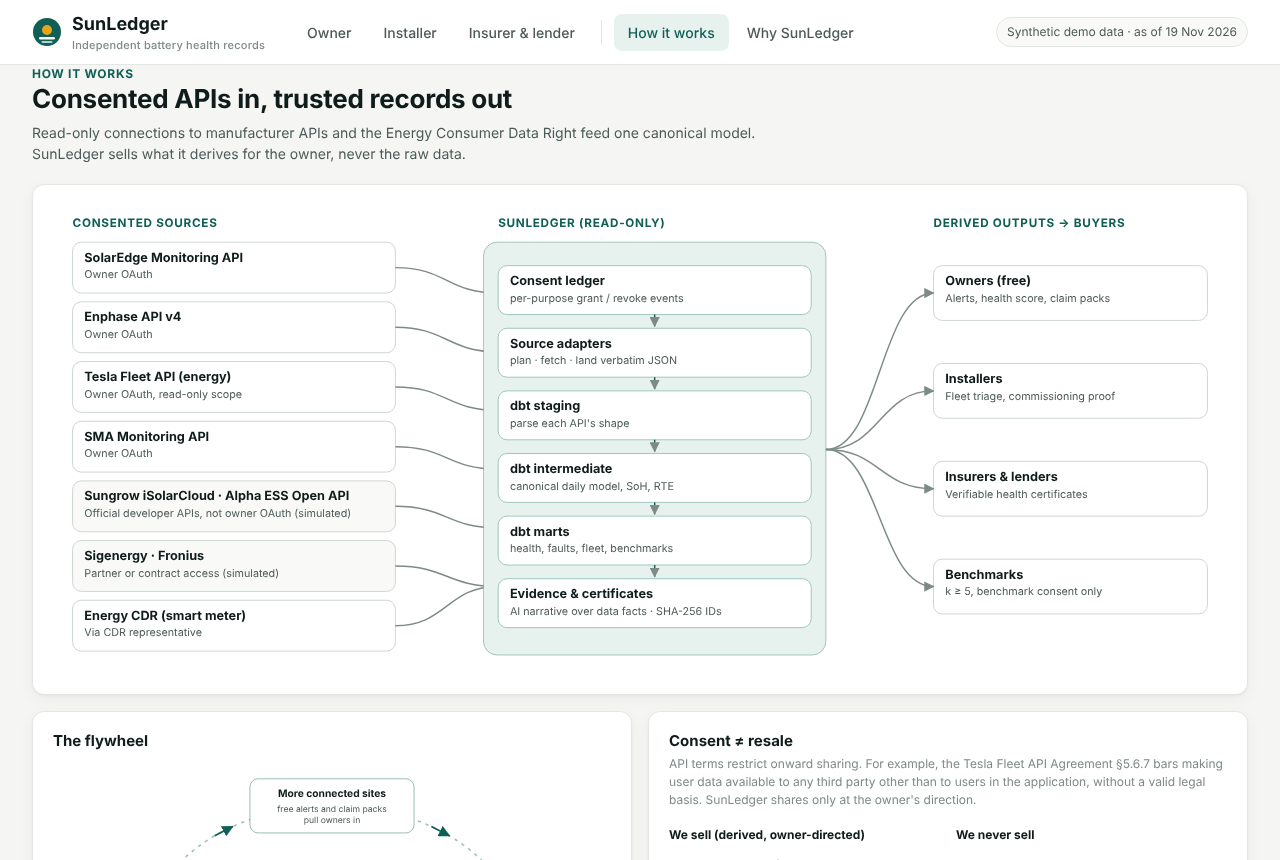 SunLedger
Independent battery health records
Owner
Installer
Insurer & lender
How it works
Why SunLedger
Synthetic demo data · as of 19 Nov 2026
HOW IT WORKS
Consented APIs in, trusted records out
Read-only connections to manufacturer APIs and the Energy Consumer Data Right feed one canonical model.
SunLedger sells what it derives for the owner, never the raw data.
CONSENTED SOURCES
SolarEdge Monitoring API
Owner OAuth
Enphase API v4
Owner OAuth
Tesla Fleet API (energy)
Owner OAuth, read-only scope
SMA Monitoring API
Owner OAuth
Sungrow iSolarCloud · Alpha ESS Open API
Official developer APIs, not owner OAuth (simulated)
Sigenergy · Fronius
Partner or contract access (simulated)
Energy CDR (smart meter)
Via CDR representative
SUNLEDGER (READ-ONLY)
Consent ledger
per-purpose grant / revoke events
Source adapters
plan · fetch · land verbatim JSON
dbt staging
parse each API's shape
dbt intermediate
canonical daily model, SoH, RTE
dbt marts
health, faults, fleet, benchmarks
Evidence & certificates
AI narrative over data facts · SHA-256 IDs
DERIVED OUTPUTS → BUYERS
Owners (free)
Alerts, health score, claim packs
Installers
Fleet triage, commissioning proof
Insurers & lenders
Verifiable health certificates
Benchmarks
k ≥ 5, benchmark consent only
The flywheel
More connected sites
free alerts and claim packs
pull owners in
Consent ≠ resale
API terms restrict onward sharing. For example, the Tesla Fleet API Agreement §5.6.7 bars making
user data available to any third party other than to users in the application, without a valid legal
basis. SunLedger shares only at the owner's direction.
We sell (derived, owner-directed)
We never sell